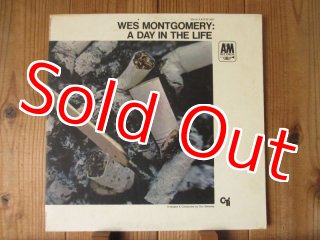 WES MONTGOMERY:
A DAY IN THE LIFE
A&M
Sold Out
CTi